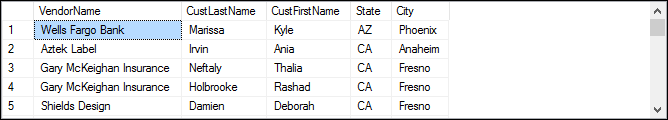 VendorName CustLastName CustFirstName State City
1 Wells Fargo Bank Marissa Kyle AZ Phoenix
2 Aztek Label Irvin Ania CA Anaheim
3 Gary McKeighan Insurance Neftaly Thalia CA Fresno
4 Gary McKeighan Insurance Holbrooke Rashad CA Fresno
5 Shields Design Damien Deborah CA Fresno